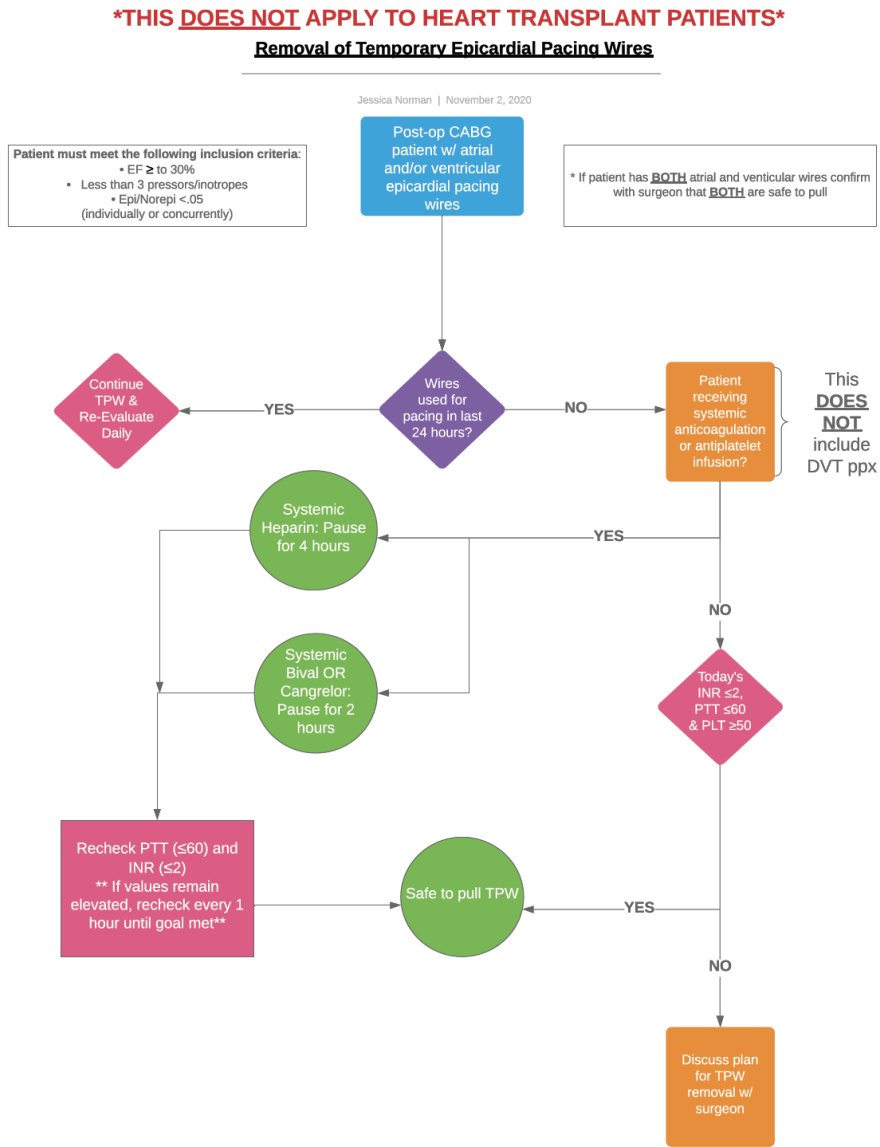 *THIS DOES NOT APPLY TO HEART TRANSPLANT PATIENTS*
Removal of Temporary Epicardial Pacing Wires
Jessica Norman | November 2, 2020
Patient must meet the following inclusion criteria:
▪ EF ≥ to 30%
• Less than 3 pressors/inotropes
▪ Epi/Norepi <.05
(individually or concurrently)
Post-op CABG
patient w/ atrial
and/or ventricular
epicardial pacing
wires
* If patient has BOTH atrial and venticular wires confirm
with surgeon that BOTH are safe to pull
Continue
TPW &
Re-Evaluate
Daily
YES
Wires
used for
pacing in last
24 hours?
NO
Patient
receiving
systemic
anticoagulation
or antiplatelet
infusion?
This
DOES
NOT
include
DVT ppx
Systemic
Heparin: Pause
for 4 hours
YES
NO
Systemic
Bival OR
Cangrelor:
Pause for 2
hours
Today's
INR ≤2,
PTT ≤60
& PLT ≥50
Recheck PTT (≤60) and
INR (≤2)
** If values remain
elevated, recheck every 1
hour until goal met**
Safe to pull TPW
YES
NO
Discuss plan
for TPW
removal w/
surgeon